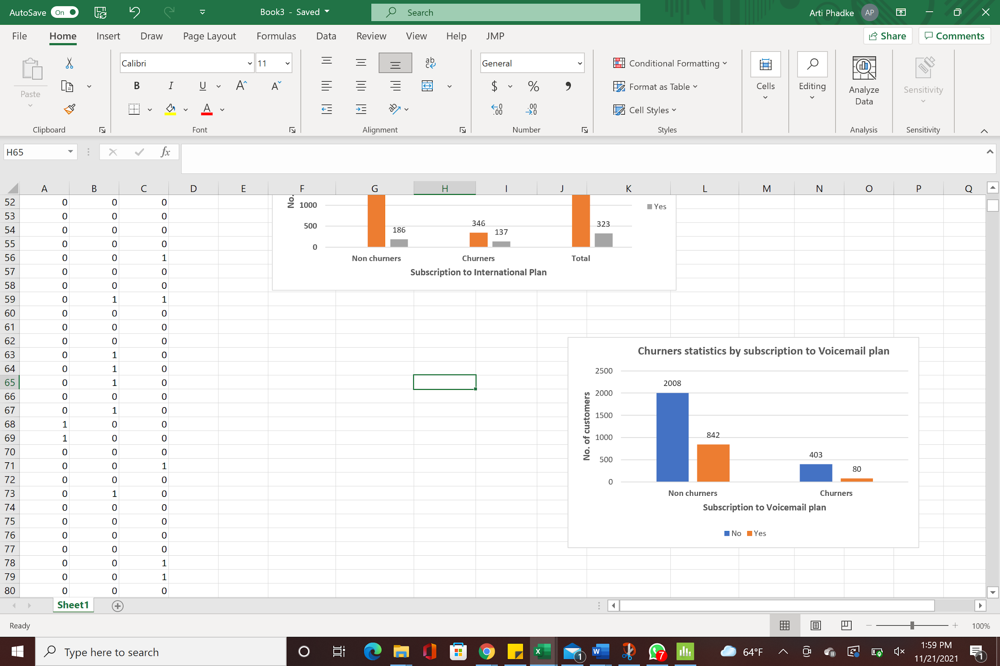 AutoSave On Book3 - Saved Search Arti Phadke AP
File Home Insert Draw Page Layout Formulas Data Review View Help JMP Share Comments
Paste
Calibri 11
B I U A A
A
ab
c
ab
General
$ % ,
.0 .00
.00 .0
Conditional Formatting
Format as Table
Cell Styles
Cells
Editing
Analyze
Data
Sensitivity
Clipboard Font Alignment Number Styles Analysis Sensitivity
H65 fx
A B C D E F G H I J K L M N O P Q
52 0 0 0
53 0 0 0
54 0 0 0
55 0 0 0
56 0 0 1
57 0 0 0
58 0 0 0
59 0 1 1
60 0 0 0
61 0 0 0
62 0 0 0
63 0 1 0
64 0 1 0
65 0 1 0
66 0 0 0
67 0 1 0
68 1 0 0
69 1 0 0
70 0 0 0
71 0 0 1
72 0 0 0
73 0 1 0
74 0 0 0
75 0 0 0
76 0 0 0
77 0 0 0
78 0 0 1
79 0 0 1
80 0 0 0
No.
1000
500
0
186
346
137
323
Yes
Non churners Churners Total
Subscription to International Plan
Churners statistics by subscription to Voicemail plan
No. of customers
2500
2000
1500
1000
500
0
2008
842
403
80
Non churners Churners
Subscription to Voicemail plan
No Yes
Sheet1
Ready 100%
Type here to search
X
1
W
7
64°F
1:59 PM
11/21/2021
1